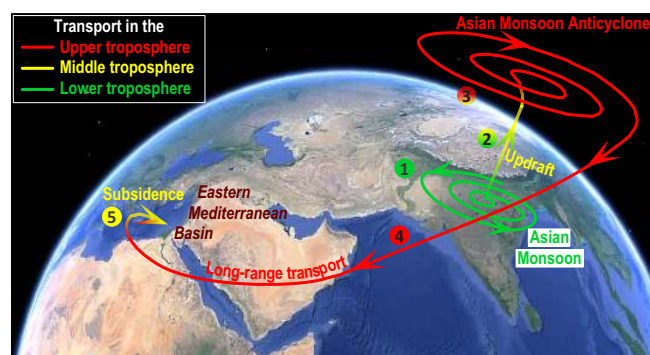 Transport in the
Upper troposphere
Middle troposphere
Lower troposphere
Asian Monsoon Anticyclone
3
2
Updraft
1
Subsidence
5
Eastern
Mediterranean
Basin
4
Long-range transport
Asian
Monsoon